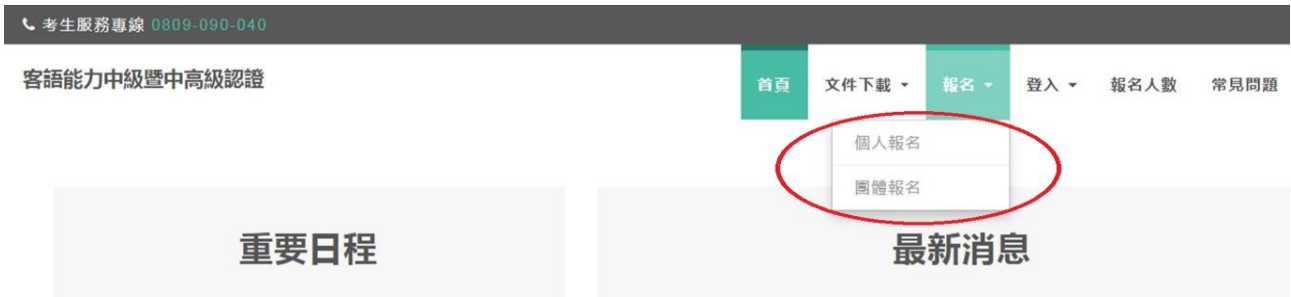 考生服務專線 0809-090-040
客語能力中級暨中高級認證
首頁 文件下載 報名 登入 報名人數 常見問題
個人報名
團體報名
重要日程 最新消息